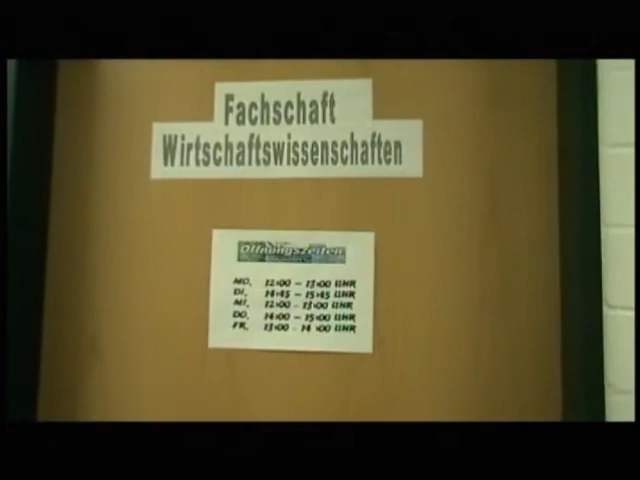 Fachschaft
Wirtschaftswissenschaften
Öffnungszeiten
MO, 12:00 - 13:00 UHR
DI, 14:45 - 15:45 UHR
MI, 12:00 - 13:00 UHR
DO, 14:00 - 15:00 UHR
FR, 13:00 - 14:00 UHR